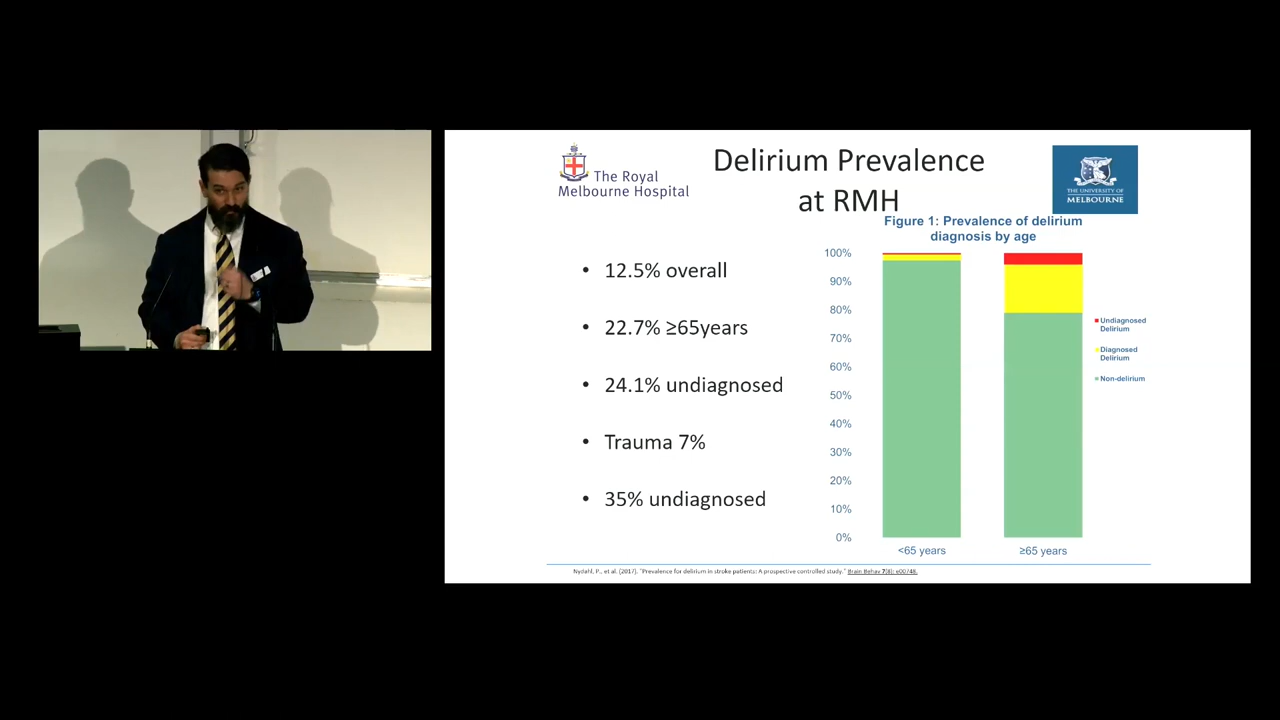 The Royal
Melbourne Hospital
Delirium Prevalence
at RMH
THE UNIVERSITY OF
MELBOURNE
• 12.5% overall
• 22.7% ≥65years
• 24.1% undiagnosed
• Trauma 7%
• 35% undiagnosed
Figure 1: Prevalence of delirium
diagnosis by age
100%
90%
80%
70%
60%
50%
40%
30%
20%
10%
0%
<65 years
≥65 years
Undiagnosed
Delirium
Diagnosed
Delirium
Non-delirium
Nydahl, P., et al. (2017). "Prevalence for delirium in stroke patients: A prospective controlled study." Brain Behav 7(8): e00748.